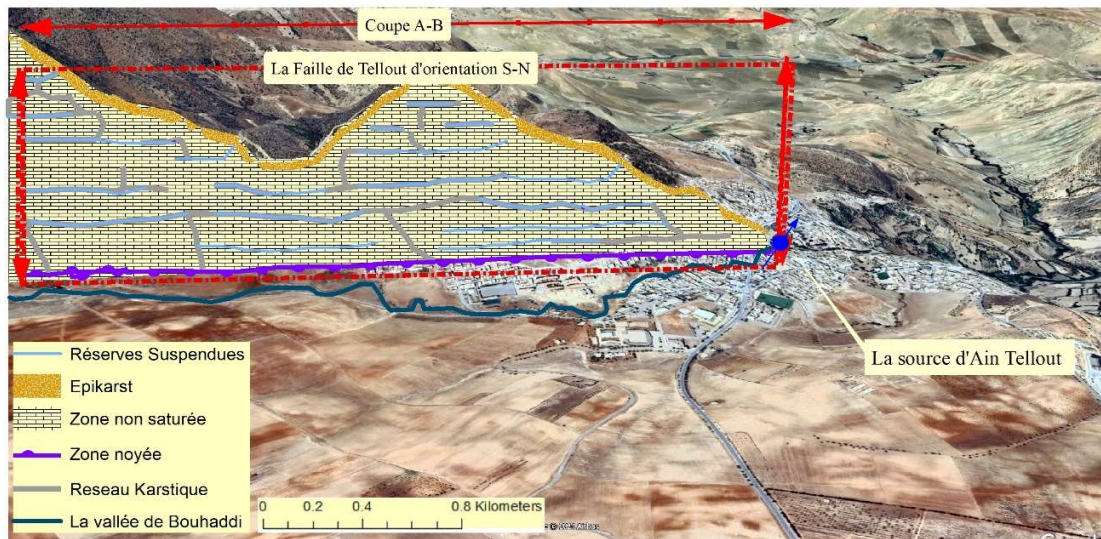 Coupe A-B
La Faille de Tellout d'orientation S-N
La source d'Ain Tellout
Réserves Suspendues
Epikarst
Zone non saturée
Zone noyée
Reseau Karstique
La vallée de Bouhaddi
0 0.2 0.4 0.8 Kilometers